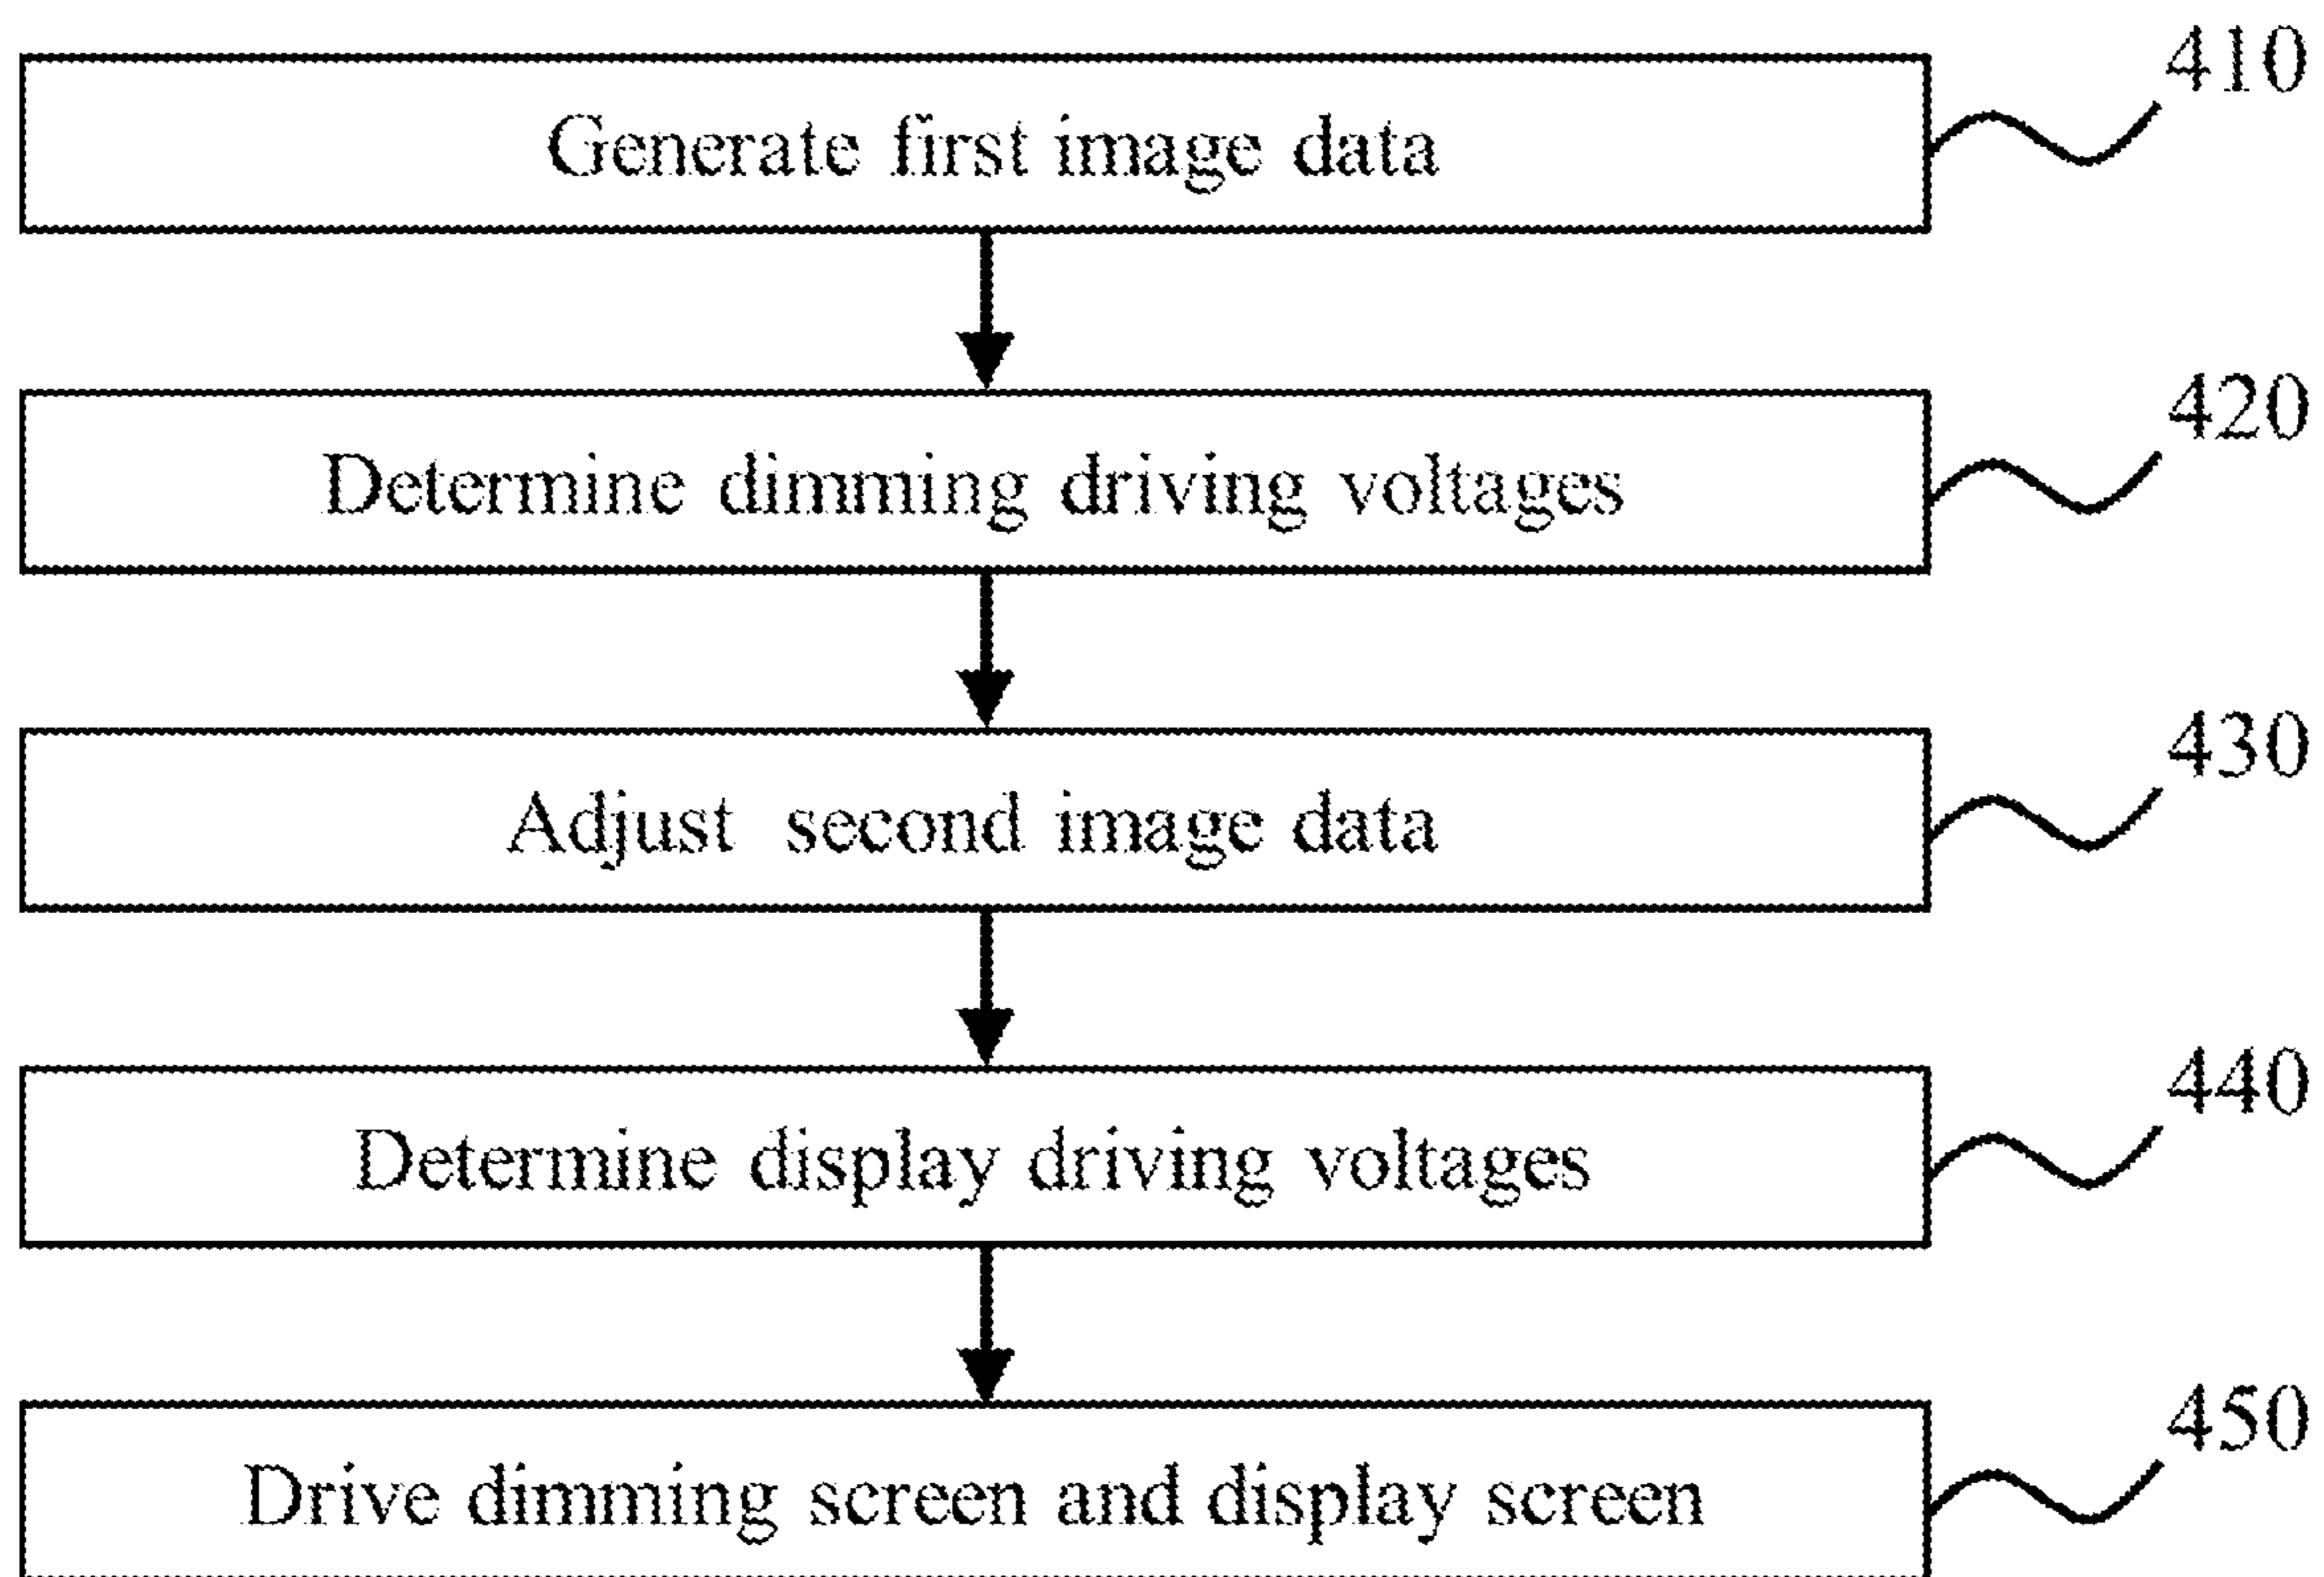 410
Generate first image data
420
Determine dimming driving voltages
430
Adjust second image data
440
Determine display driving voltages
450
Drive dimming screen and display screen